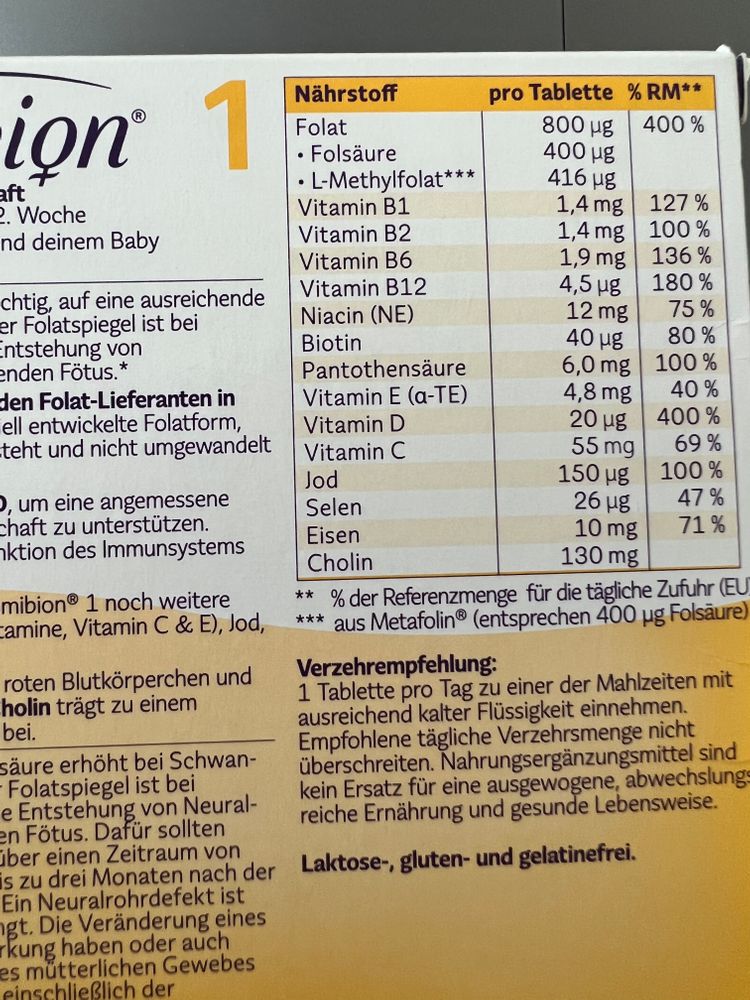 ion® 1
aft
2. Woche
nd deinem Baby
chtig, auf eine ausreichende
er Folatspiegel ist bei
Entstehung von
enden Fötus.*
den Folat-Lieferanten in
iell entwickelte Folatform,
steht und nicht umgewandelt
D, um eine angemessene
chaft zu unterstützen.
nktion des Immunsystems
mibion® 1 noch weitere
tamine, Vitamin C & E), Jod,
roten Blutkörperchen und
Cholin trägt zu einem
bei.
säure erhöht bei Schwan-
r Folatspiegel ist bei
e Entstehung von Neural-
en Fötus. Dafür sollten
über einen Zeitraum von
is zu drei Monaten nach der
Ein Neuralrohrdefekt ist
ngt. Die Veränderung eines
rkung haben oder auch
es mütterlichen Gewebes
einschließlich der
Nährstoff pro Tablette % RM**
Folat 800 µg 400 %
• Folsäure 400 µg
• L-Methylfolat*** 416 µg
Vitamin B1 1,4 mg 127 %
Vitamin B2 1,4 mg 100 %
Vitamin B6 1,9 mg 136 %
Vitamin B12 4,5 µg 180 %
Niacin (NE) 12 mg 75 %
Biotin 40 µg 80 %
Pantothensäure 6,0 mg 100 %
Vitamin E (α-TE) 4,8 mg 40 %
Vitamin D 20 µg 400 %
Vitamin C 55 mg 69 %
Jod 150 µg 100 %
Selen 26 µg 47 %
Eisen 10 mg 71 %
Cholin 130 mg
** % der Referenzmenge für die tägliche Zufuhr (EU)
*** aus Metafolin® (entsprechen 400 µg Folsäure)
Verzehrempfehlung:
1 Tablette pro Tag zu einer der Mahlzeiten mit
ausreichend kalter Flüssigkeit einnehmen.
Empfohlene tägliche Verzehrsmenge nicht
überschreiten. Nahrungsergänzungsmittel sind
kein Ersatz für eine ausgewogene, abwechslungs-
reiche Ernährung und gesunde Lebensweise.
Laktose-, gluten- und gelatinefrei.